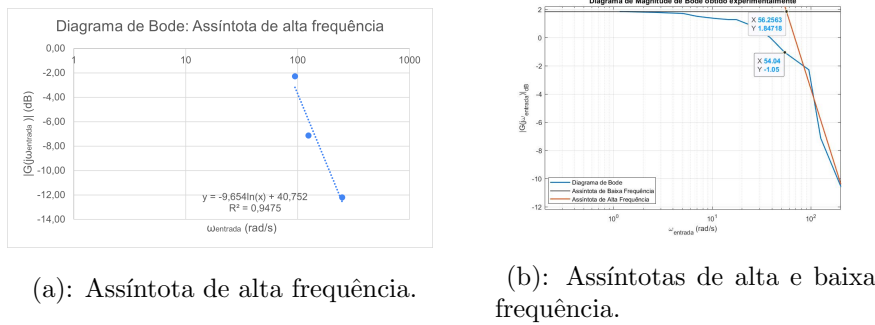 Diagrama de Bode: Assíntota de alta frequência
0,00
1 10 100 1000
-2,00
-4,00
-6,00
-8,00
-10,00
-12,00
-14,00
|G(jωentrada )| (dB)
y = -9,654ln(x) + 40,752
R² = 0,9475
ωentrada (rad/s)
(a): Assíntota de alta frequência.
Diagrama de Magnitude de Bode obtido experimentalmente
2
0
-2
-4
-6
-8
-10
-12
|G(jωentrada)|dB
X 56.2563
Y 1.84718
X 54.04
Y -1.05
Diagrama de Bode
Assíntota de Baixa Frequência
Assíntota de Alta Frequência
10⁰ 10¹ 10²
ωentrada (rad/s)
(b): Assíntotas de alta e baixa
frequência.